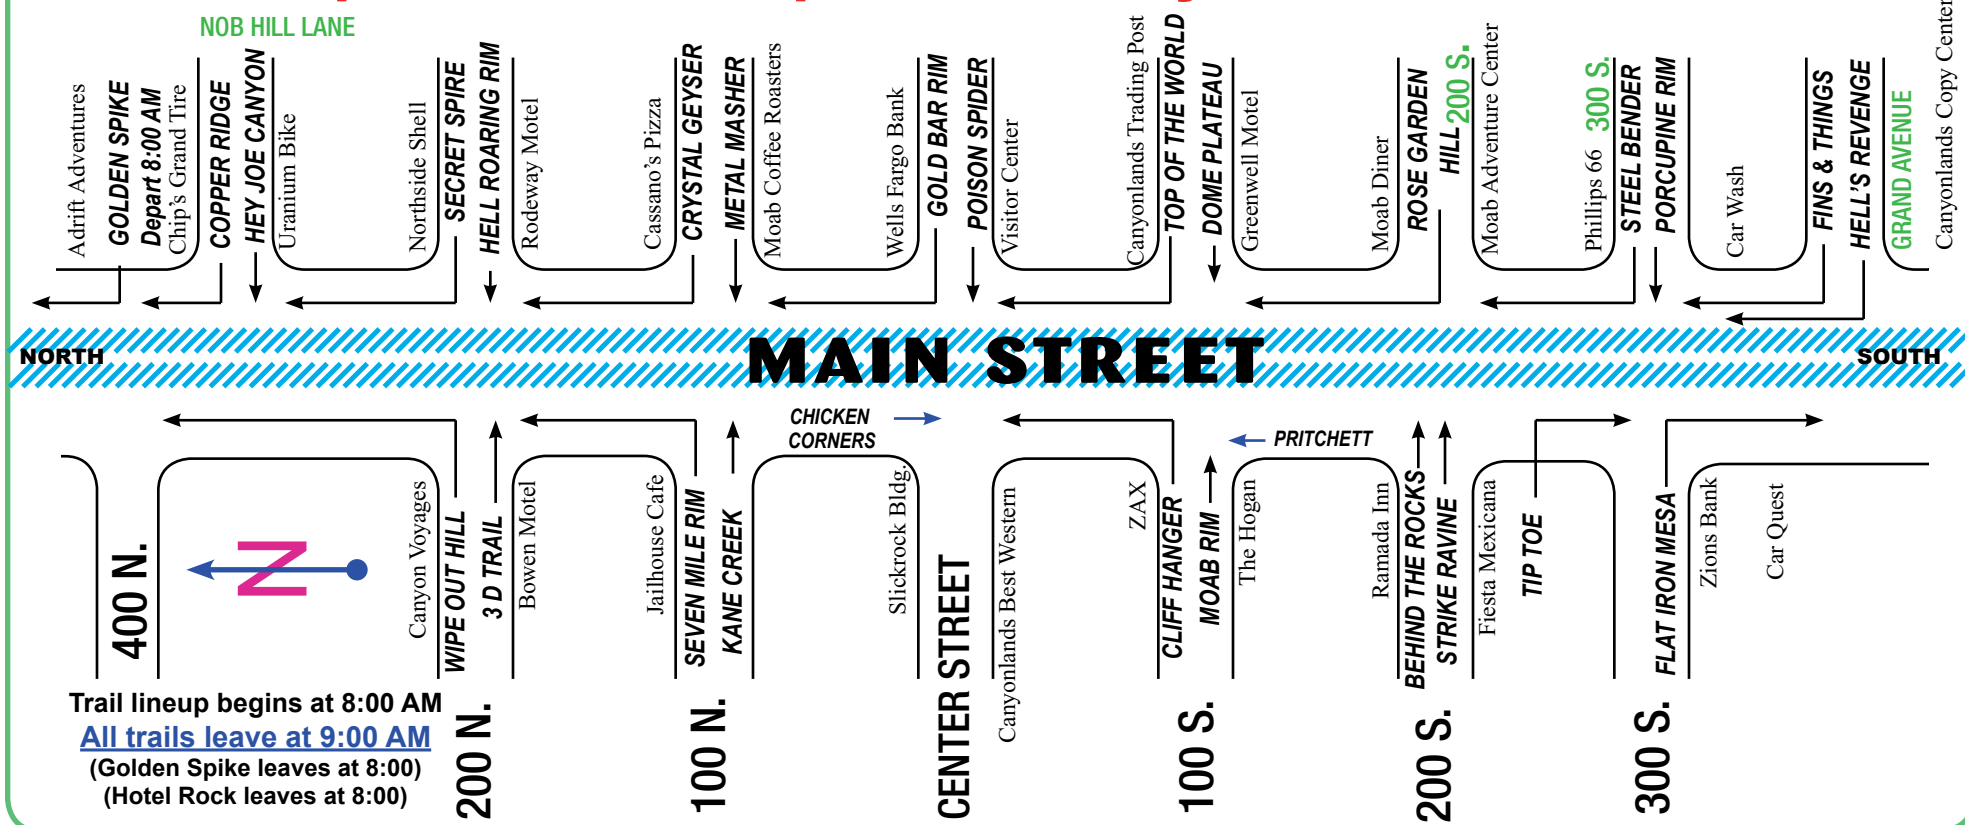 NOB HILL LANE
Adrift Adventures
GOLDEN SPIKE
Depart 8:00 AM
Chip's Grand Tire
COPPER RIDGE
HEY JOE CANYON
Uranium Bike
Northside Shell
SECRET SPIRE
HELL ROARING RIM
Rodeway Motel
Cassano's Pizza
CRYSTAL GEYSER
METAL MASHER
Moab Coffee Roasters
Wells Fargo Bank
GOLD BAR RIM
POISON SPIDER
Visitor Center
Canyonlands Trading Post
TOP OF THE WORLD
DOME PLATEAU
Greenwell Motel
Moab Diner
ROSE GARDEN
HILL
200 S.
Moab Adventure Center
Phillips 66
300 S.
STEEL BENDER
PORCUPINE RIM
Car Wash
FINS & THINGS
HELL'S REVENGE
GRAND AVENUE
Canyonlands Copy Center
NORTH
MAIN STREET
SOUTH
CHICKEN
CORNERS
PRITCHETT
400 N.
N
Canyon Voyages
WIPE OUT HILL
3 D TRAIL
Bowen Motel
Jailhouse Cafe
SEVEN MILE RIM
KANE CREEK
Slickrock Bldg.
CENTER STREET
Canyonlands Best Western
ZAX
CLIFF HANGER
MOAB RIM
The Hogan
Ramada Inn
BEHIND THE ROCKS
STRIKE RAVINE
Fiesta Mexicana
TIP TOE
FLAT IRON MESA
Zions Bank
Car Quest
Trail lineup begins at 8:00 AM
All trails leave at 9:00 AM
(Golden Spike leaves at 8:00)
(Hotel Rock leaves at 8:00)
200 N.
100 N.
100 S.
200 S.
300 S.